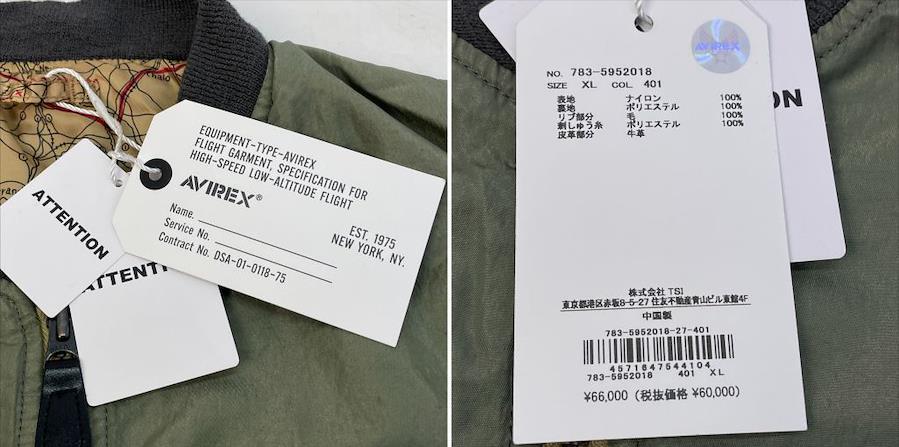 EQUIPMENT-TYPE-AVIREX
FLIGHT GARMENT, SPECIFICATION FOR
HIGH-SPEED LOW-ALTITUDE FLIGHT
AVIREX®
EST. 1975
NEW YORK, NY.
Name.
Service No.
Contract No. DSA-01-0118-75
ATTENTION
ATTENTI
AVIREX
NO. 783-5952018
SIZE XL COL 401
表地 ナイロン 100%
裏地 ポリエステル 100%
リブ部分 毛 100%
刺しゅう糸 ポリエステル 100%
皮革部分 牛革
ON
株式会社TSI
東京都港区赤坂8-5-27 住友不動産青山ビル東館4F
中国製
783-5952018-27-401
4571647544104
783-5952018 401 XL
¥66,000 (税抜価格 ¥60,000)